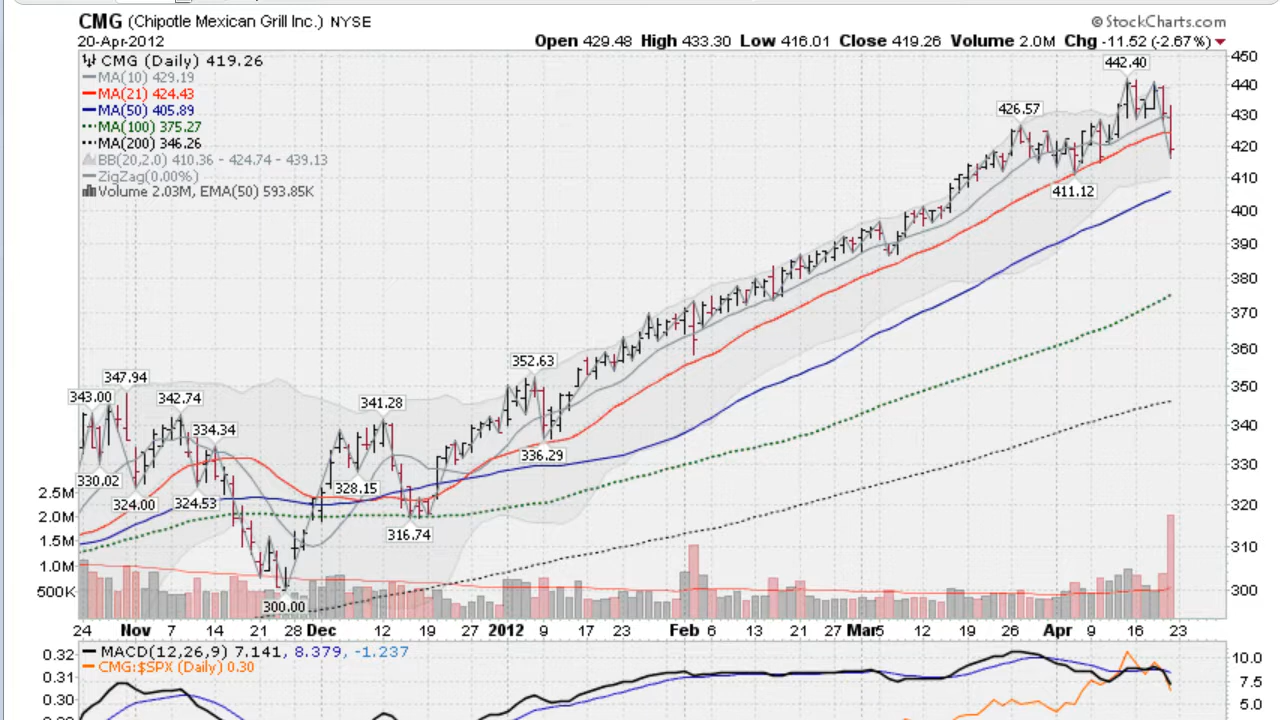 CMG (Chipotle Mexican Grill Inc.) NYSE
© StockCharts.com
20-Apr-2012
Open 429.48 High 433.30 Low 416.01 Close 419.26 Volume 2.0M Chg -11.52 (-2.67%)
CMG (Daily) 419.26
MA(10) 429.19
MA(21) 424.43
MA(50) 405.89
MA(100) 375.27
MA(200) 346.26
BB(20,2.0) 410.36 - 424.74 - 439.13
ZigZag(0.00%)
Volume 2.03M, EMA(50) 593.85K
450
440
430
420
410
400
390
380
370
360
350
340
330
320
310
300
442.40
426.57
411.12
352.63
347.94
343.00
342.74
341.28
334.34
336.29
330.02
328.15
324.00
324.53
316.74
300.00
2.5M
2.0M
1.5M
1.0M
500K
24 Nov 7 14 21 28 Dec 12 19 27 2012 9 17 23 Feb 6 13 21 27 Mar 5 12 19 26 Apr 9 16 23
MACD(12,26,9) 7.141, 8.379, -1.237
CMG:$SPX (Daily) 0.30
0.32
0.31
0.30
10.0
7.5
5.0